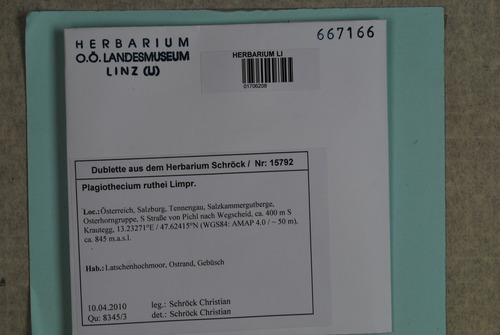 HERBARIUM
O.Ö. LANDESMUSEUM
LINZ (U)
667166
HERBARIUM LI
01706208
Dublette aus dem Herbarium Schröck / Nr: 15792
Plagiothecium ruthei Limpr.
Loc.:Österreich, Salzburg, Tennengau, Salzkammergutberge,
Osterhorngruppe, S Straße von Pichl nach Wegscheid, ca. 400 m S
Krautegg, 13.23271°E / 47.62415°N (WGS84: AMAP 4.0 / ~ 50 m),
ca. 845 m.a.s.l.
Hab.:Latschenhochmoor, Ostrand, Gebüsch
10.04.2010 leg.: Schröck Christian
Qu: 8345/3 det.: Schröck Christian